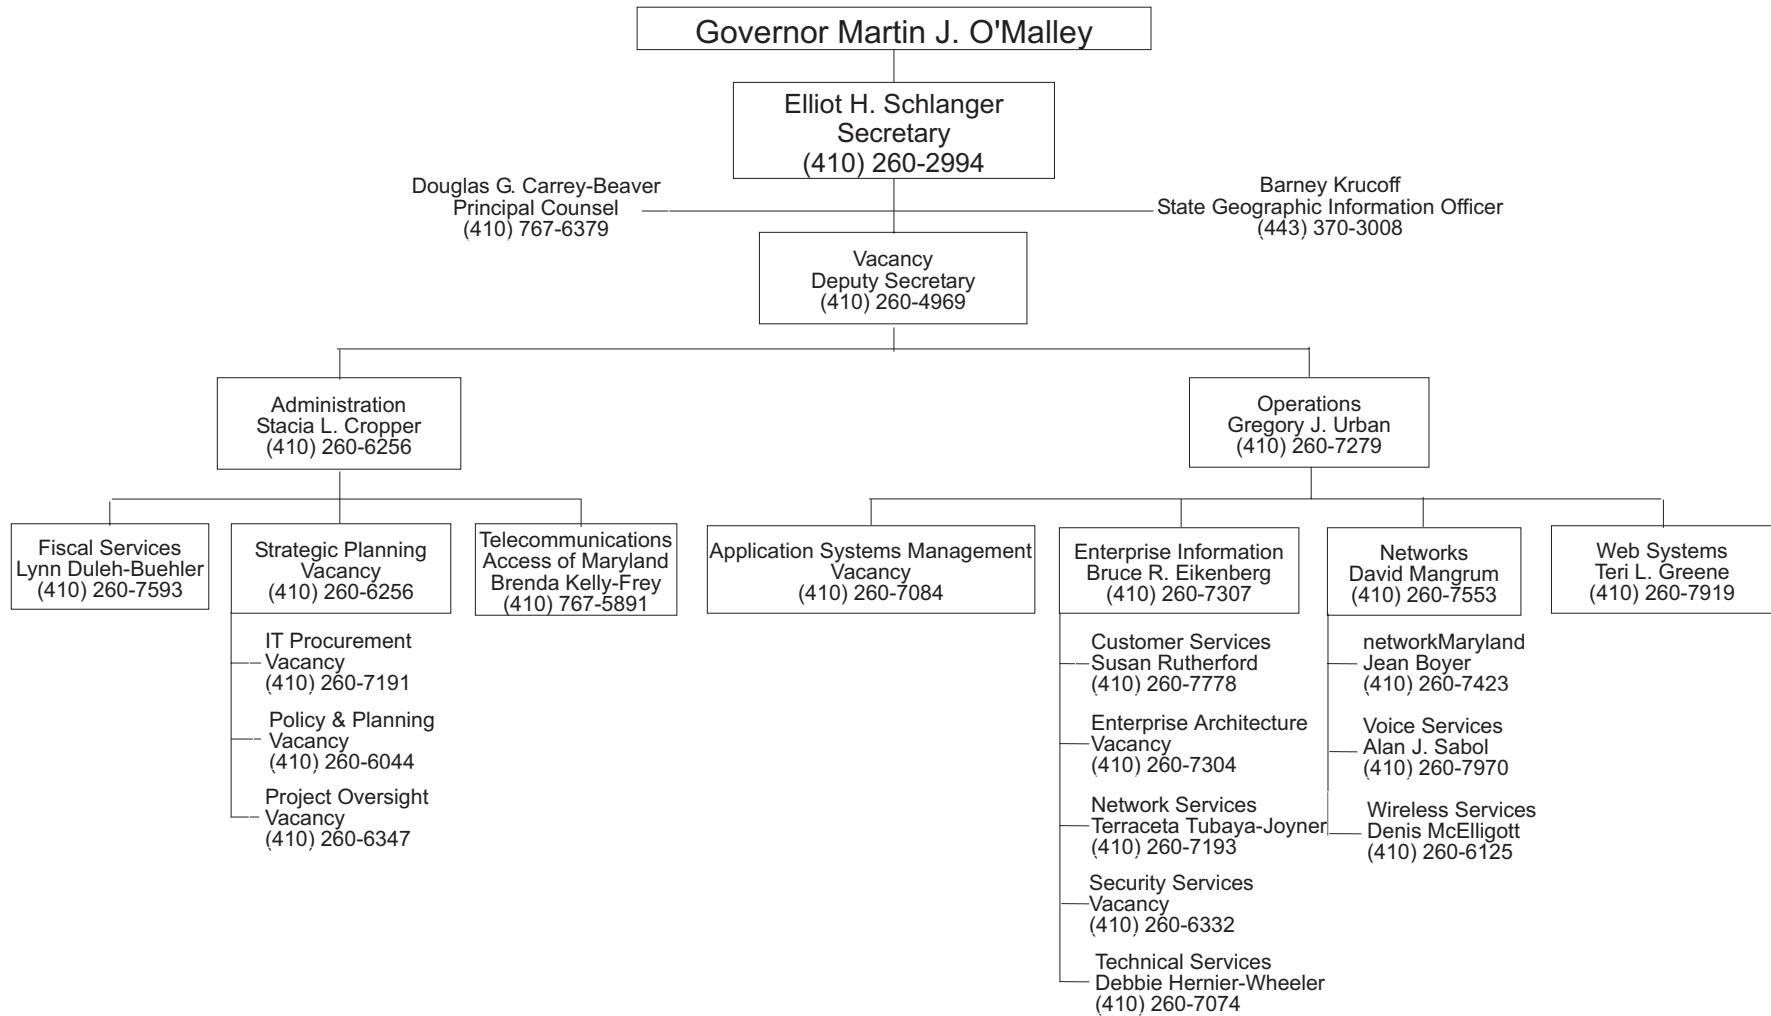 Governor Martin J. O'Malley
Elliot H. Schlanger
Secretary
(410) 260-2994
Douglas G. Carrey-Beaver
Principal Counsel
(410) 767-6379
Barney Krucoff
State Geographic Information Officer
(443) 370-3008
Vacancy
Deputy Secretary
(410) 260-4969
Administration
Stacia L. Cropper
(410) 260-6256
Operations
Gregory J. Urban
(410) 260-7279
Fiscal Services
Lynn Duleh-Buehler
(410) 260-7593
Strategic Planning
Vacancy
(410) 260-6256
Telecommunications
Access of Maryland
Brenda Kelly-Frey
(410) 767-5891
Application Systems Management
Vacancy
(410) 260-7084
Enterprise Information
Bruce R. Eikenberg
(410) 260-7307
Networks
David Mangrum
(410) 260-7553
Web Systems
Teri L. Greene
(410) 260-7919
IT Procurement
Vacancy
(410) 260-7191
Policy & Planning
Vacancy
(410) 260-6044
Project Oversight
Vacancy
(410) 260-6347
Customer Services
Susan Rutherford
(410) 260-7778
Enterprise Architecture
Vacancy
(410) 260-7304
Network Services
Terraceta Tubaya-Joyner
(410) 260-7193
Security Services
Vacancy
(410) 260-6332
Technical Services
Debbie Hernier-Wheeler
(410) 260-7074
networkMaryland
Jean Boyer
(410) 260-7423
Voice Services
Alan J. Sabol
(410) 260-7970
Wireless Services
Denis McElligott
(410) 260-6125